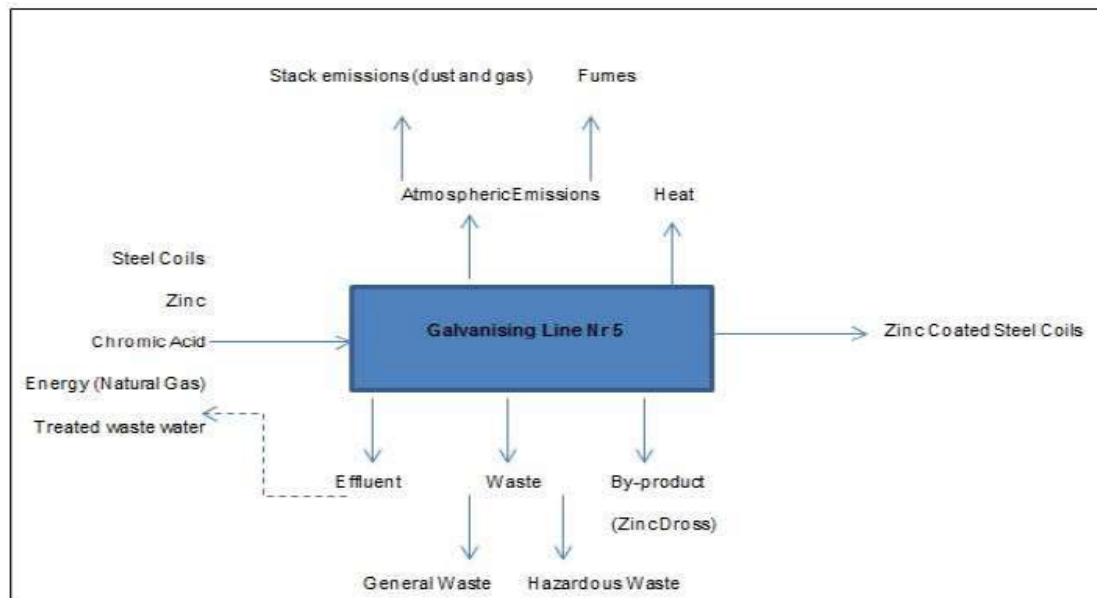 Stack emissions (dust and gas)
Fumes
Atmospheric Emissions
Heat
Steel Coils
Zinc
Chromic Acid
Energy (Natural Gas)
Treated waste water
Galvanising Line Nr 5
Zinc Coated Steel Coils
Effluent
Waste
By-product
(Zinc Dross)
General Waste
Hazardous Waste